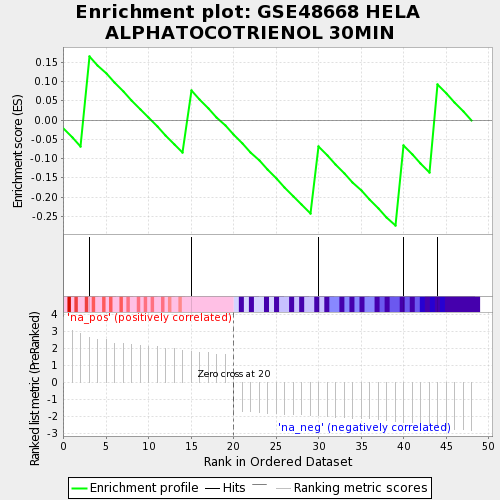 Enrichment plot: GSE48668 HELA
ALPHATOCOTRIENOL 30MIN
Enrichment score (ES)
0.15
0.10
0.05
0.00
-0.05
-0.10
-0.15
-0.20
-0.25
Ranked list metric (PreRanked)
4
3
2
1
0
-1
-2
-3
'na_pos' (positively correlated)
Zero cross at 20
'na_neg' (negatively correlated)
0 5 10 15 20 25 30 35 40 45 50
Rank in Ordered Dataset
Enrichment profile Hits Ranking metric scores